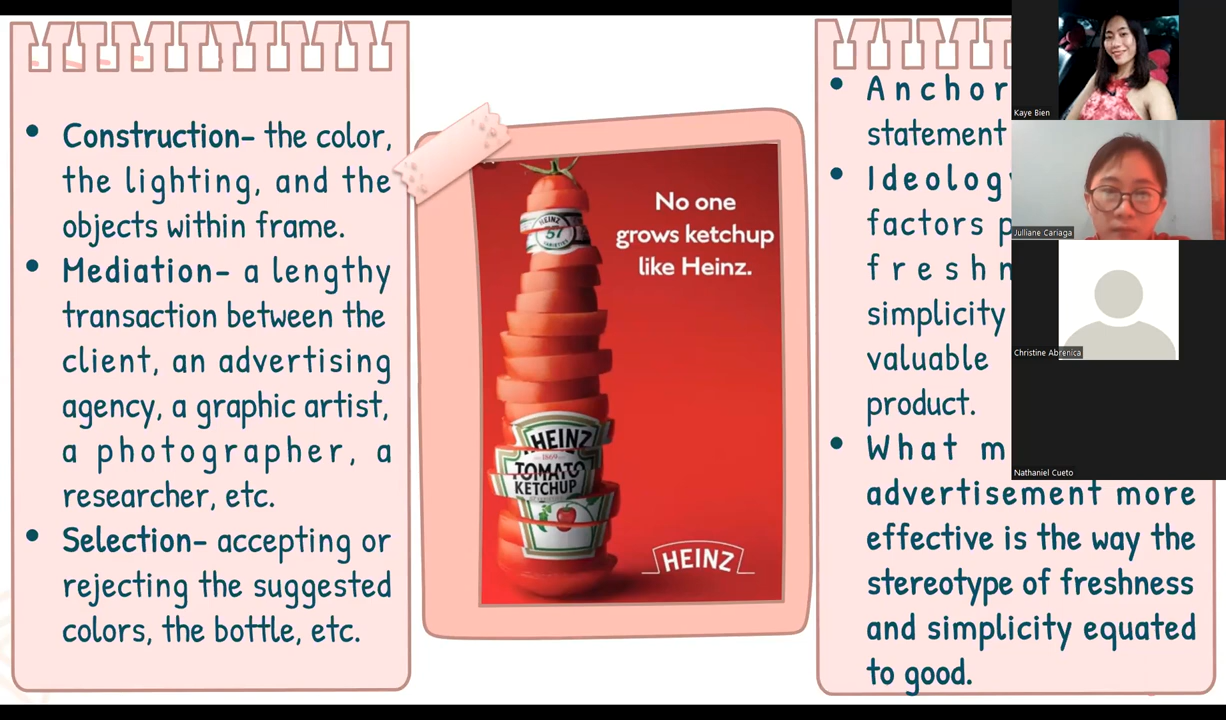 Construction- the color,
the lighting, and the
objects within frame.
Mediation- a lengthy
transaction between the
client, an advertising
agency, a graphic artist,
a photographer, a
researcher, etc.
Selection- accepting or
rejecting the suggested
colors, the bottle, etc.
HEINZ
57
VARIETIES
No one
grows ketchup
like Heinz.
HEINZ
TOMATO
KETCHUP
HEINZ
Anchor
statement
Ideolog
factors p
freshn
simplicity
valuable
product.
What m
advertisement more
effective is the way the
stereotype of freshness
and simplicity equated
to good.
Kaye Bien
Julliane Cariaga
Christine Abrenica
Nathaniel Cueto